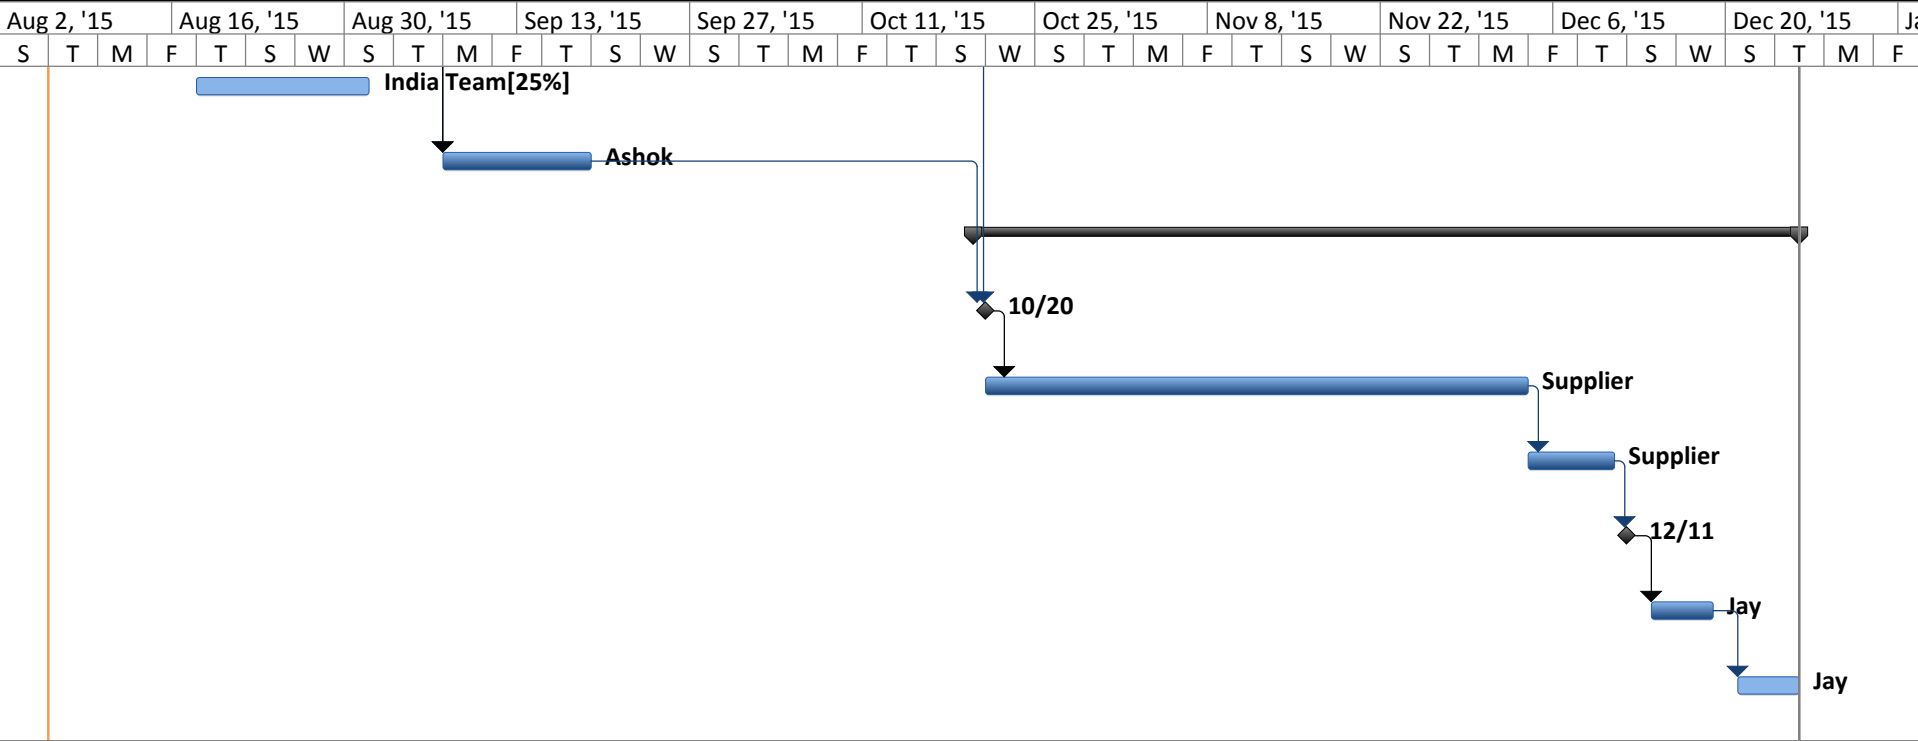 Aug 2, '15 Aug 16, '15 Aug 30, '15 Sep 13, '15 Sep 27, '15 Oct 11, '15 Oct 25, '15 Nov 8, '15 Nov 22, '15 Dec 6, '15 Dec 20, '15 Ja
S T M F T S W S T M F T S W S T M F T S W S T M F T S W S T M F T S W S T M F
India Team[25%]
Ashok
10/20
Supplier
Supplier
12/11
Jay
Jay